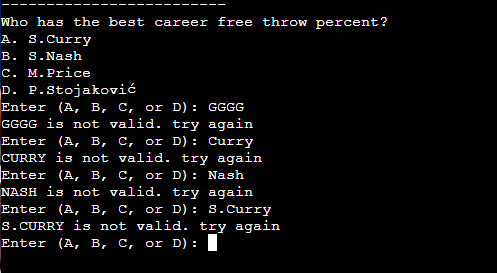 -------------------------
Who has the best career free throw percent?
A. S.Curry
B. S.Nash
C. M.Price
D. P.Stojaković
Enter (A, B, C, or D): GGGG
GGGG is not valid. try again
Enter (A, B, C, or D): Curry
CURRY is not valid. try again
Enter (A, B, C, or D): Nash
NASH is not valid. try again
Enter (A, B, C, or D): S.Curry
S.CURRY is not valid. try again
Enter (A, B, C, or D):